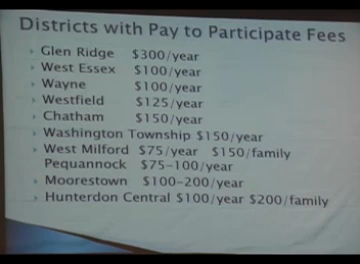 Districts with Pay to Participate Fees
Glen Ridge $300/year
West Essex $100/year
Wayne $100/year
Westfield $125/year
Chatham $150/year
Washington Township $150/year
West Milford $75/year $150/family
Pequannock $75-100/year
Moorestown $100-200/year
Hunterdon Central $100/year $200/family